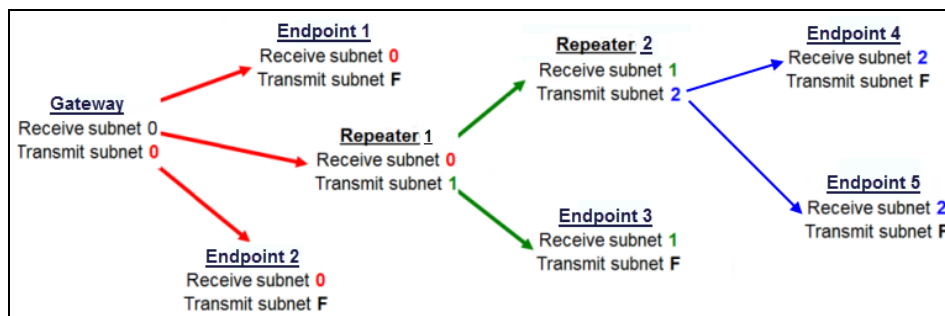 Endpoint 1
Receive subnet 0
Transmit subnet F
Gateway
Receive subnet 0
Transmit subnet 0
Endpoint 2
Receive subnet 0
Transmit subnet F
Repeater 1
Receive subnet 0
Transmit subnet 1
Repeater 2
Receive subnet 1
Transmit subnet 2
Endpoint 3
Receive subnet 1
Transmit subnet F
Endpoint 4
Receive subnet 2
Transmit subnet F
Endpoint 5
Receive subnet 2
Transmit subnet F